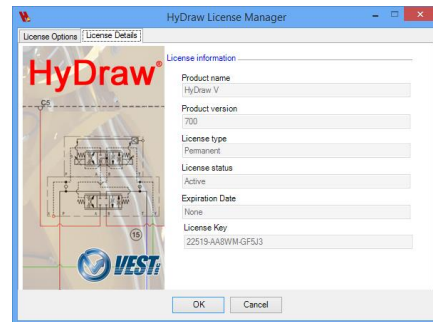 HyDraw License Manager
License Options
License Details
HyDraw®
License information
Product name
HyDraw V
Product version
700
License type
Permanent
License status
Active
Expiration Date
None
License Key
22519-AA8WM-GF5J3
15
VEST
OK
Cancel